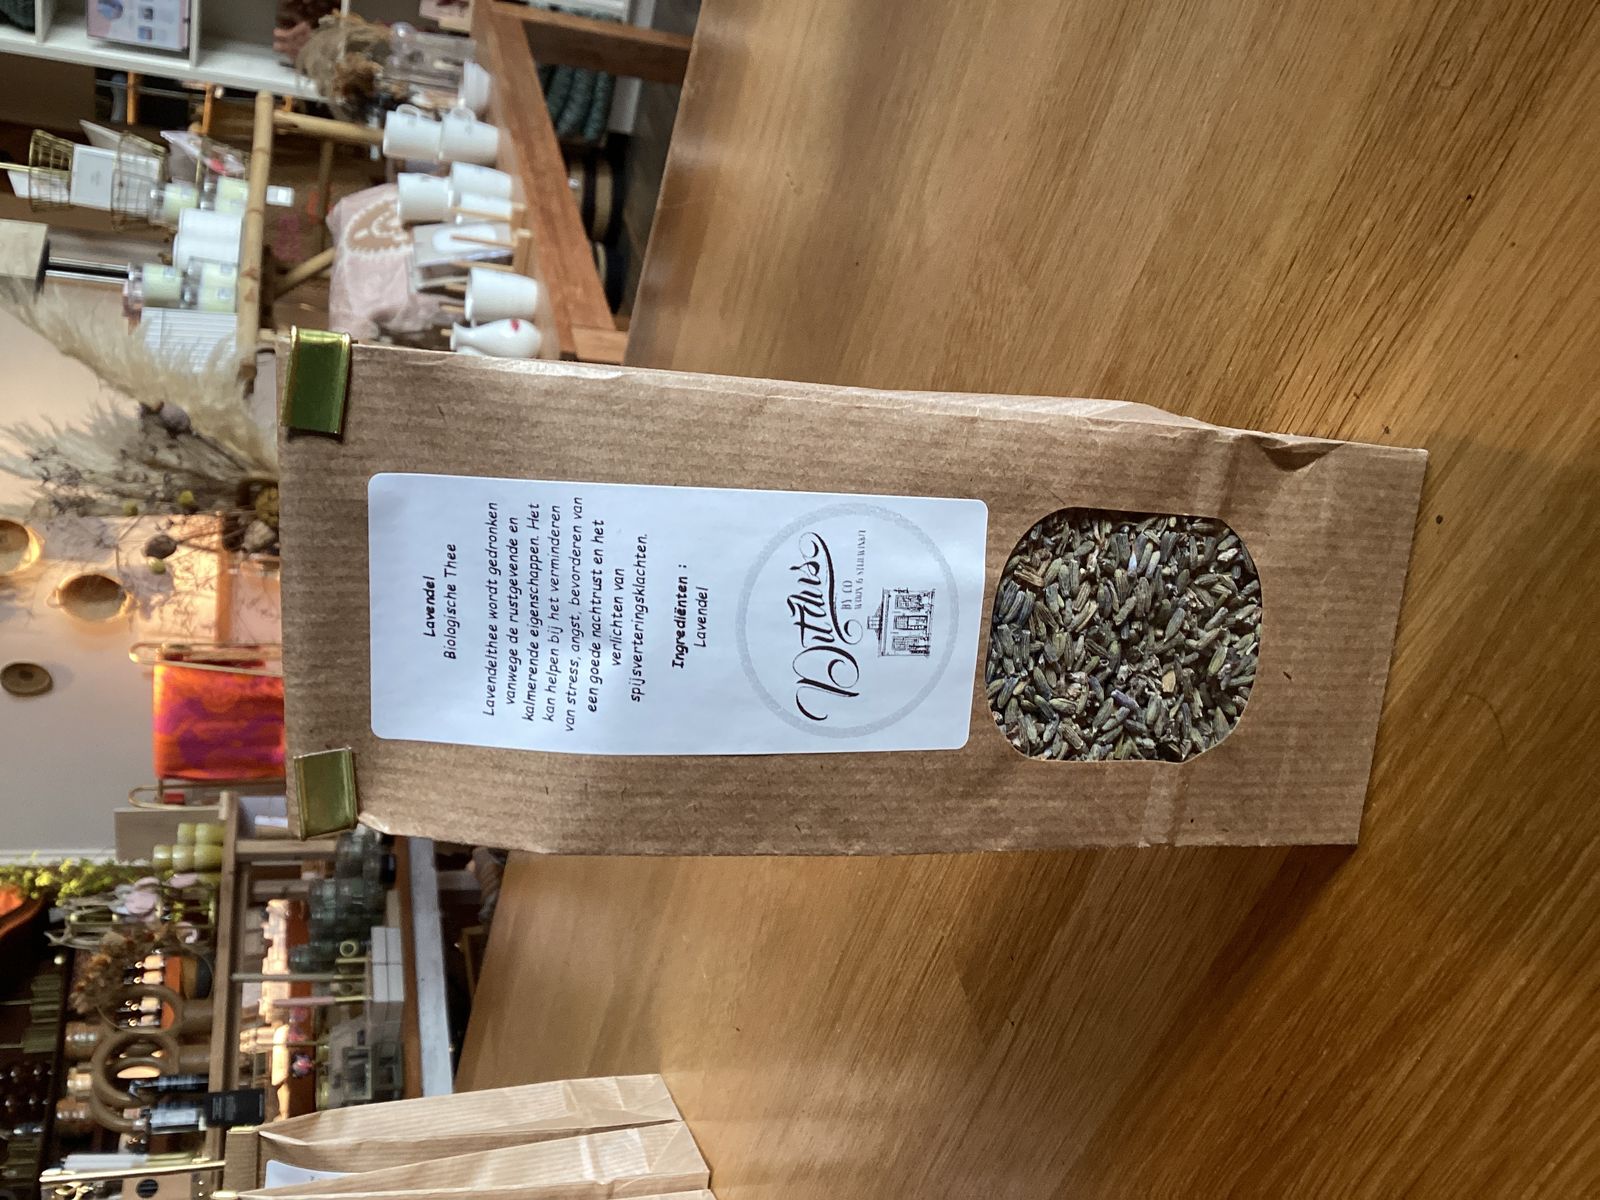 Lavendel
Biologische Thee
Lavendelthee wordt gedronken
vanwege de rustgevende en
kalmerende eigenschappen. Het
kan helpen bij het verminderen
van stress, angst, bevorderen van
een goede nachtrust en het
verlichten van
spijsverteringsklachten.
Ingrediënten :
Lavendel
BY CO